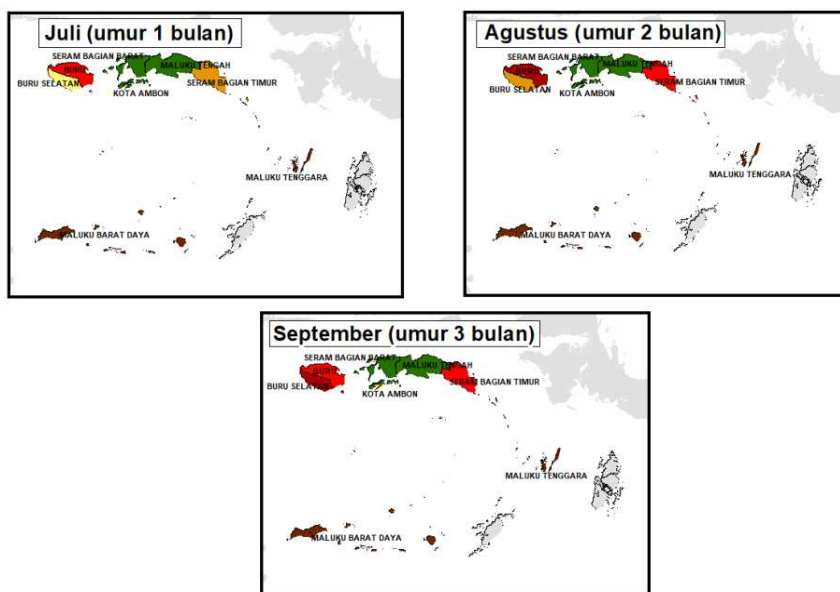 Juli (umur 1 bulan)
SERAM BAGIAN BARAT
MALUKU TENGAH
BURU
BURU SELATAN
SERAM BAGIAN TIMUR
KOTA AMBON
MALUKU TENGGARA
MALUKU BARAT DAYA
Agustus (umur 2 bulan)
SERAM BAGIAN BARAT
MALUKU TENGAH
BURU
BURU SELATAN
SERAM BAGIAN TIMUR
KOTA AMBON
MALUKU TENGGARA
MALUKU BARAT DAYA
September (umur 3 bulan)
SERAM BAGIAN BARAT
MALUKU TENGAH
BURU
BURU SELATAN
SERAM BAGIAN TIMUR
KOTA AMBON
MALUKU TENGGARA
MALUKU BARAT DAYA